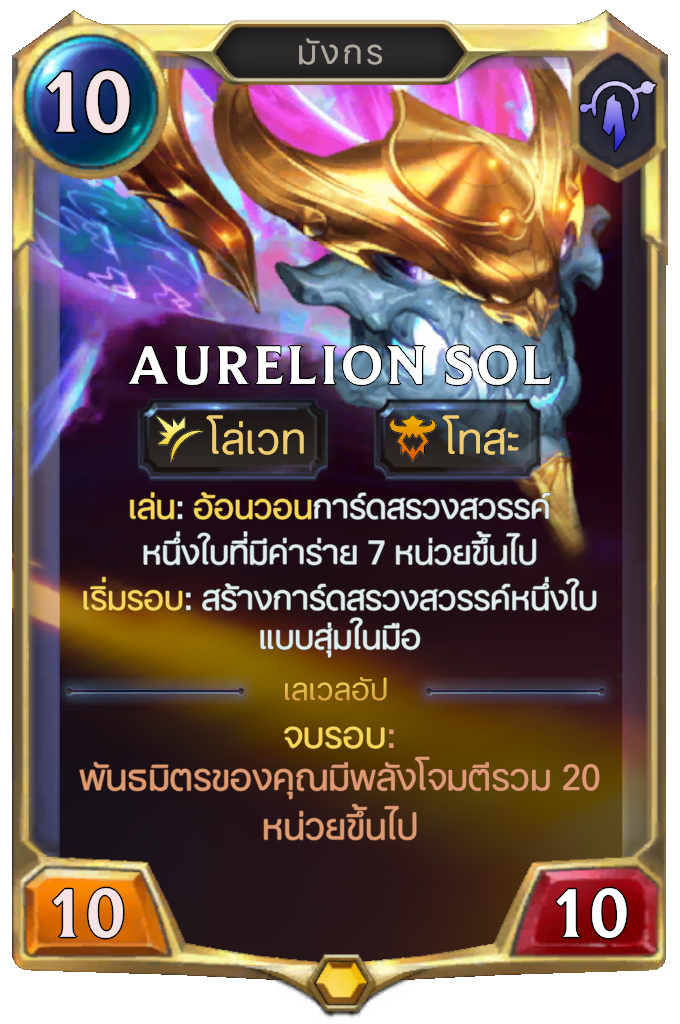 มังกร
10
AURELION SOL
โล่เวท
โทสะ
เล่น: อ้อนวอนการ์ดสรวงสวรรค์
หนึ่งใบที่มีค่าร่าย 7 หน่วยขึ้นไป
เริ่มรอบ: สร้างการ์ดสรวงสวรรค์หนึ่งใบ
แบบสุ่มในมือ
เลเวลอัป
จบรอบ:
พันธมิตรของคุณมีพลังโจมตีรวม 20
หน่วยขึ้นไป
10
10